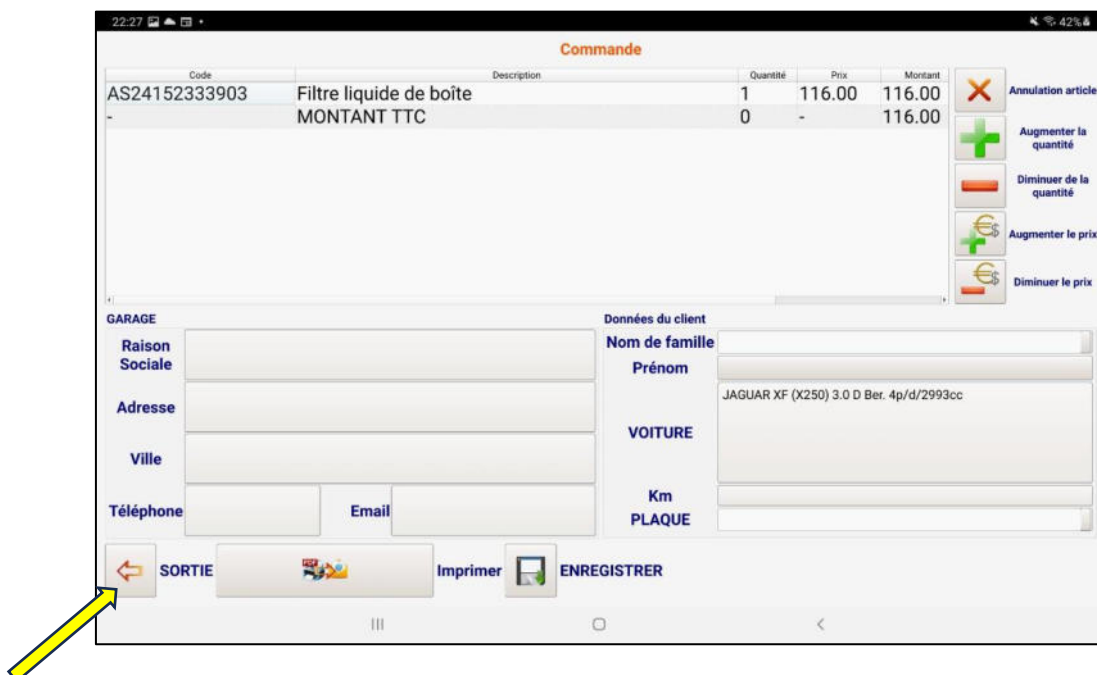 22:27
42%
Commande
Code Description Quantité Prix Montant
AS24152333903 Filtre liquide de boîte 1 116.00 116.00
- MONTANT TTC 0 - 116.00
Annulation article
Augmenter la
quantité
Diminuer de la
quantité
Augmenter le prix
Diminuer le prix
GARAGE
Raison
Sociale
Adresse
Ville
Téléphone
Email
Données du client
Nom de famille
Prénom
JAGUAR XF (X250) 3.0 D Ber. 4p/d/2993cc
VOITURE
Km
PLAQUE
SORTIE
Imprimer
ENREGISTRER